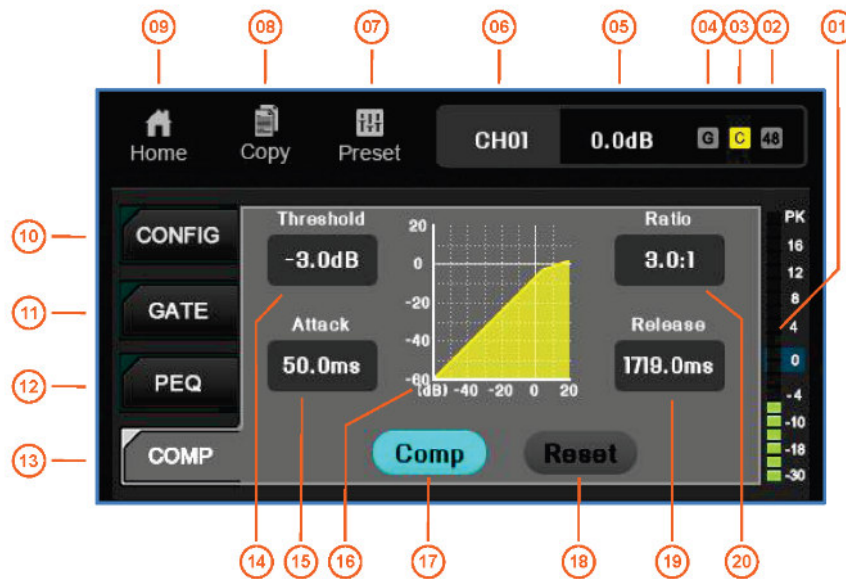 09 08 07 06 05 04 03 02 01
Home Copy Preset CH01 0.0dB G C 48
10 CONFIG
11 GATE
12 PEQ
13 COMP
Threshold
-3.0dB
Attack
50.0ms
20
0
-20
-40
-60
(dB) -40 -20 0 20
Ratio
3.0:1
Release
1719.0ms
Comp Reset
PK
16
12
8
4
0
-4
-10
-18
-30
14 15 16 17 18 19 20